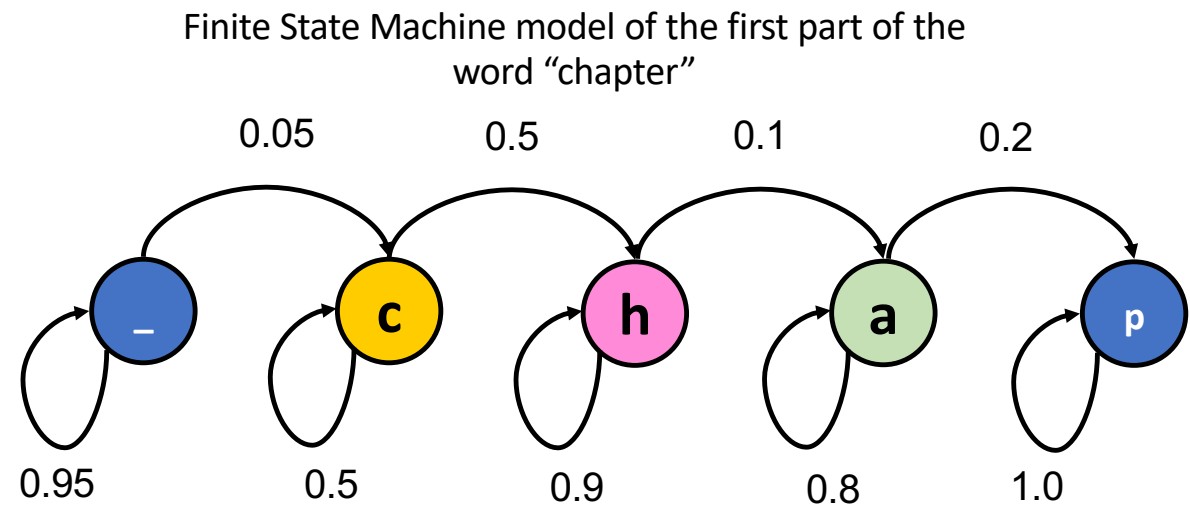 Finite State Machine model of the first part of the
word “chapter”
0.05 0.5 0.1 0.2
_ c h a p
0.95 0.5 0.9 0.8 1.0